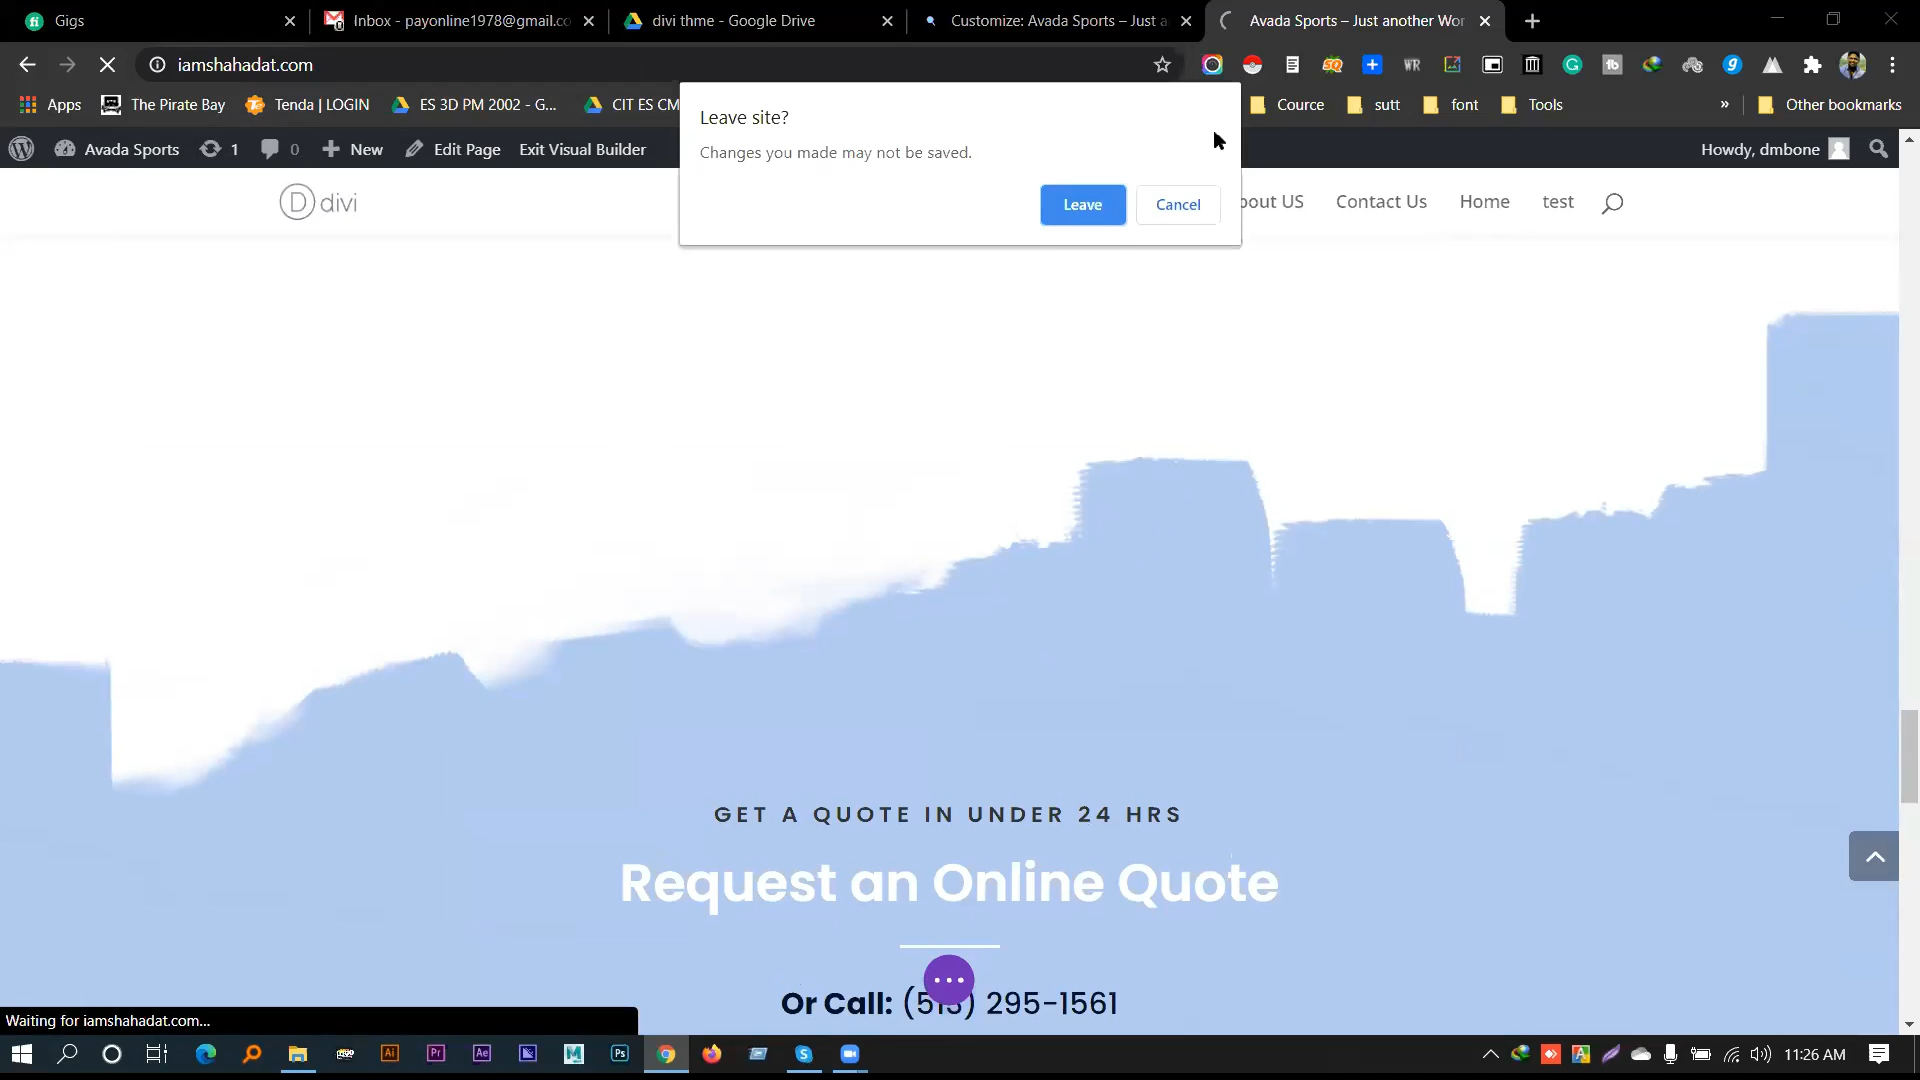 Gigs
Inbox - payonline1978@gmail.co
divi thme - Google Drive
Customize: Avada Sports – Just a
Avada Sports – Just another Wor
iamshahadat.com
Apps
The Pirate Bay
Tenda | LOGIN
ES 3D PM 2002 - G...
CIT ES CM
Cource
sutt
font
Tools
»
Other bookmarks
Avada Sports
1
0
New
Edit Page
Exit Visual Builder
Howdy, dmbone
Leave site?
Changes you made may not be saved.
Leave
Cancel
D divi
bout US
Contact Us
Home
test
GET A QUOTE IN UNDER 24 HRS
Request an Online Quote
Or Call: (513) 295-1561
Waiting for iamshahadat.com...
11:26 AM